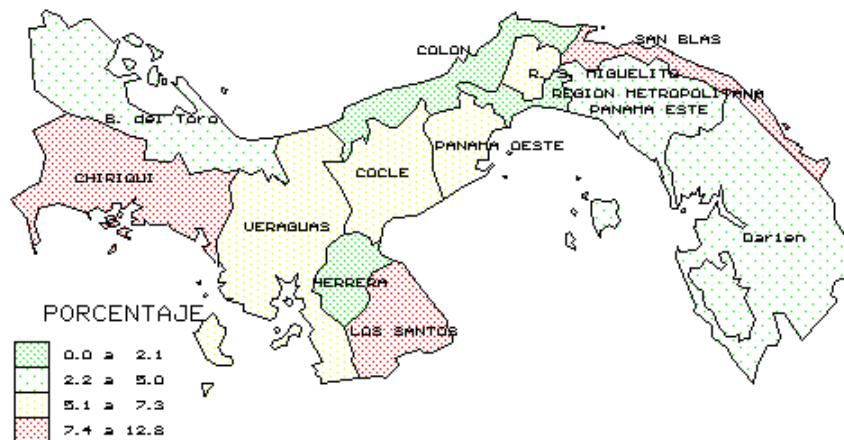 COLON
SAN BLAS
R. S. MIGUELITO
REGION METROPOLITANA
PANAMA ESTE
B. del Toro
PANAMA OESTE
CHIRIQUI
COCLE
VERAGUAS
Darien
HERRERA
LOS SANTOS
PORCENTAJE
0.0 a 2.1
2.2 a 5.0
5.1 a 7.3
7.4 a 12.8